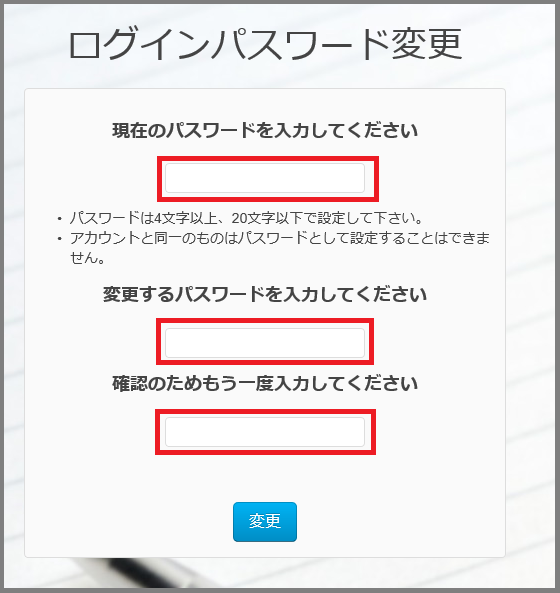 ログインパスワード変更
現在のパスワードを入力してください
・ パスワードは4文字以上、20文字以下で設定して下さい。
・ アカウントと同一のものはパスワードとして設定することはできま
せん。
変更するパスワードを入力してください
確認のためもう一度入力してください
変更